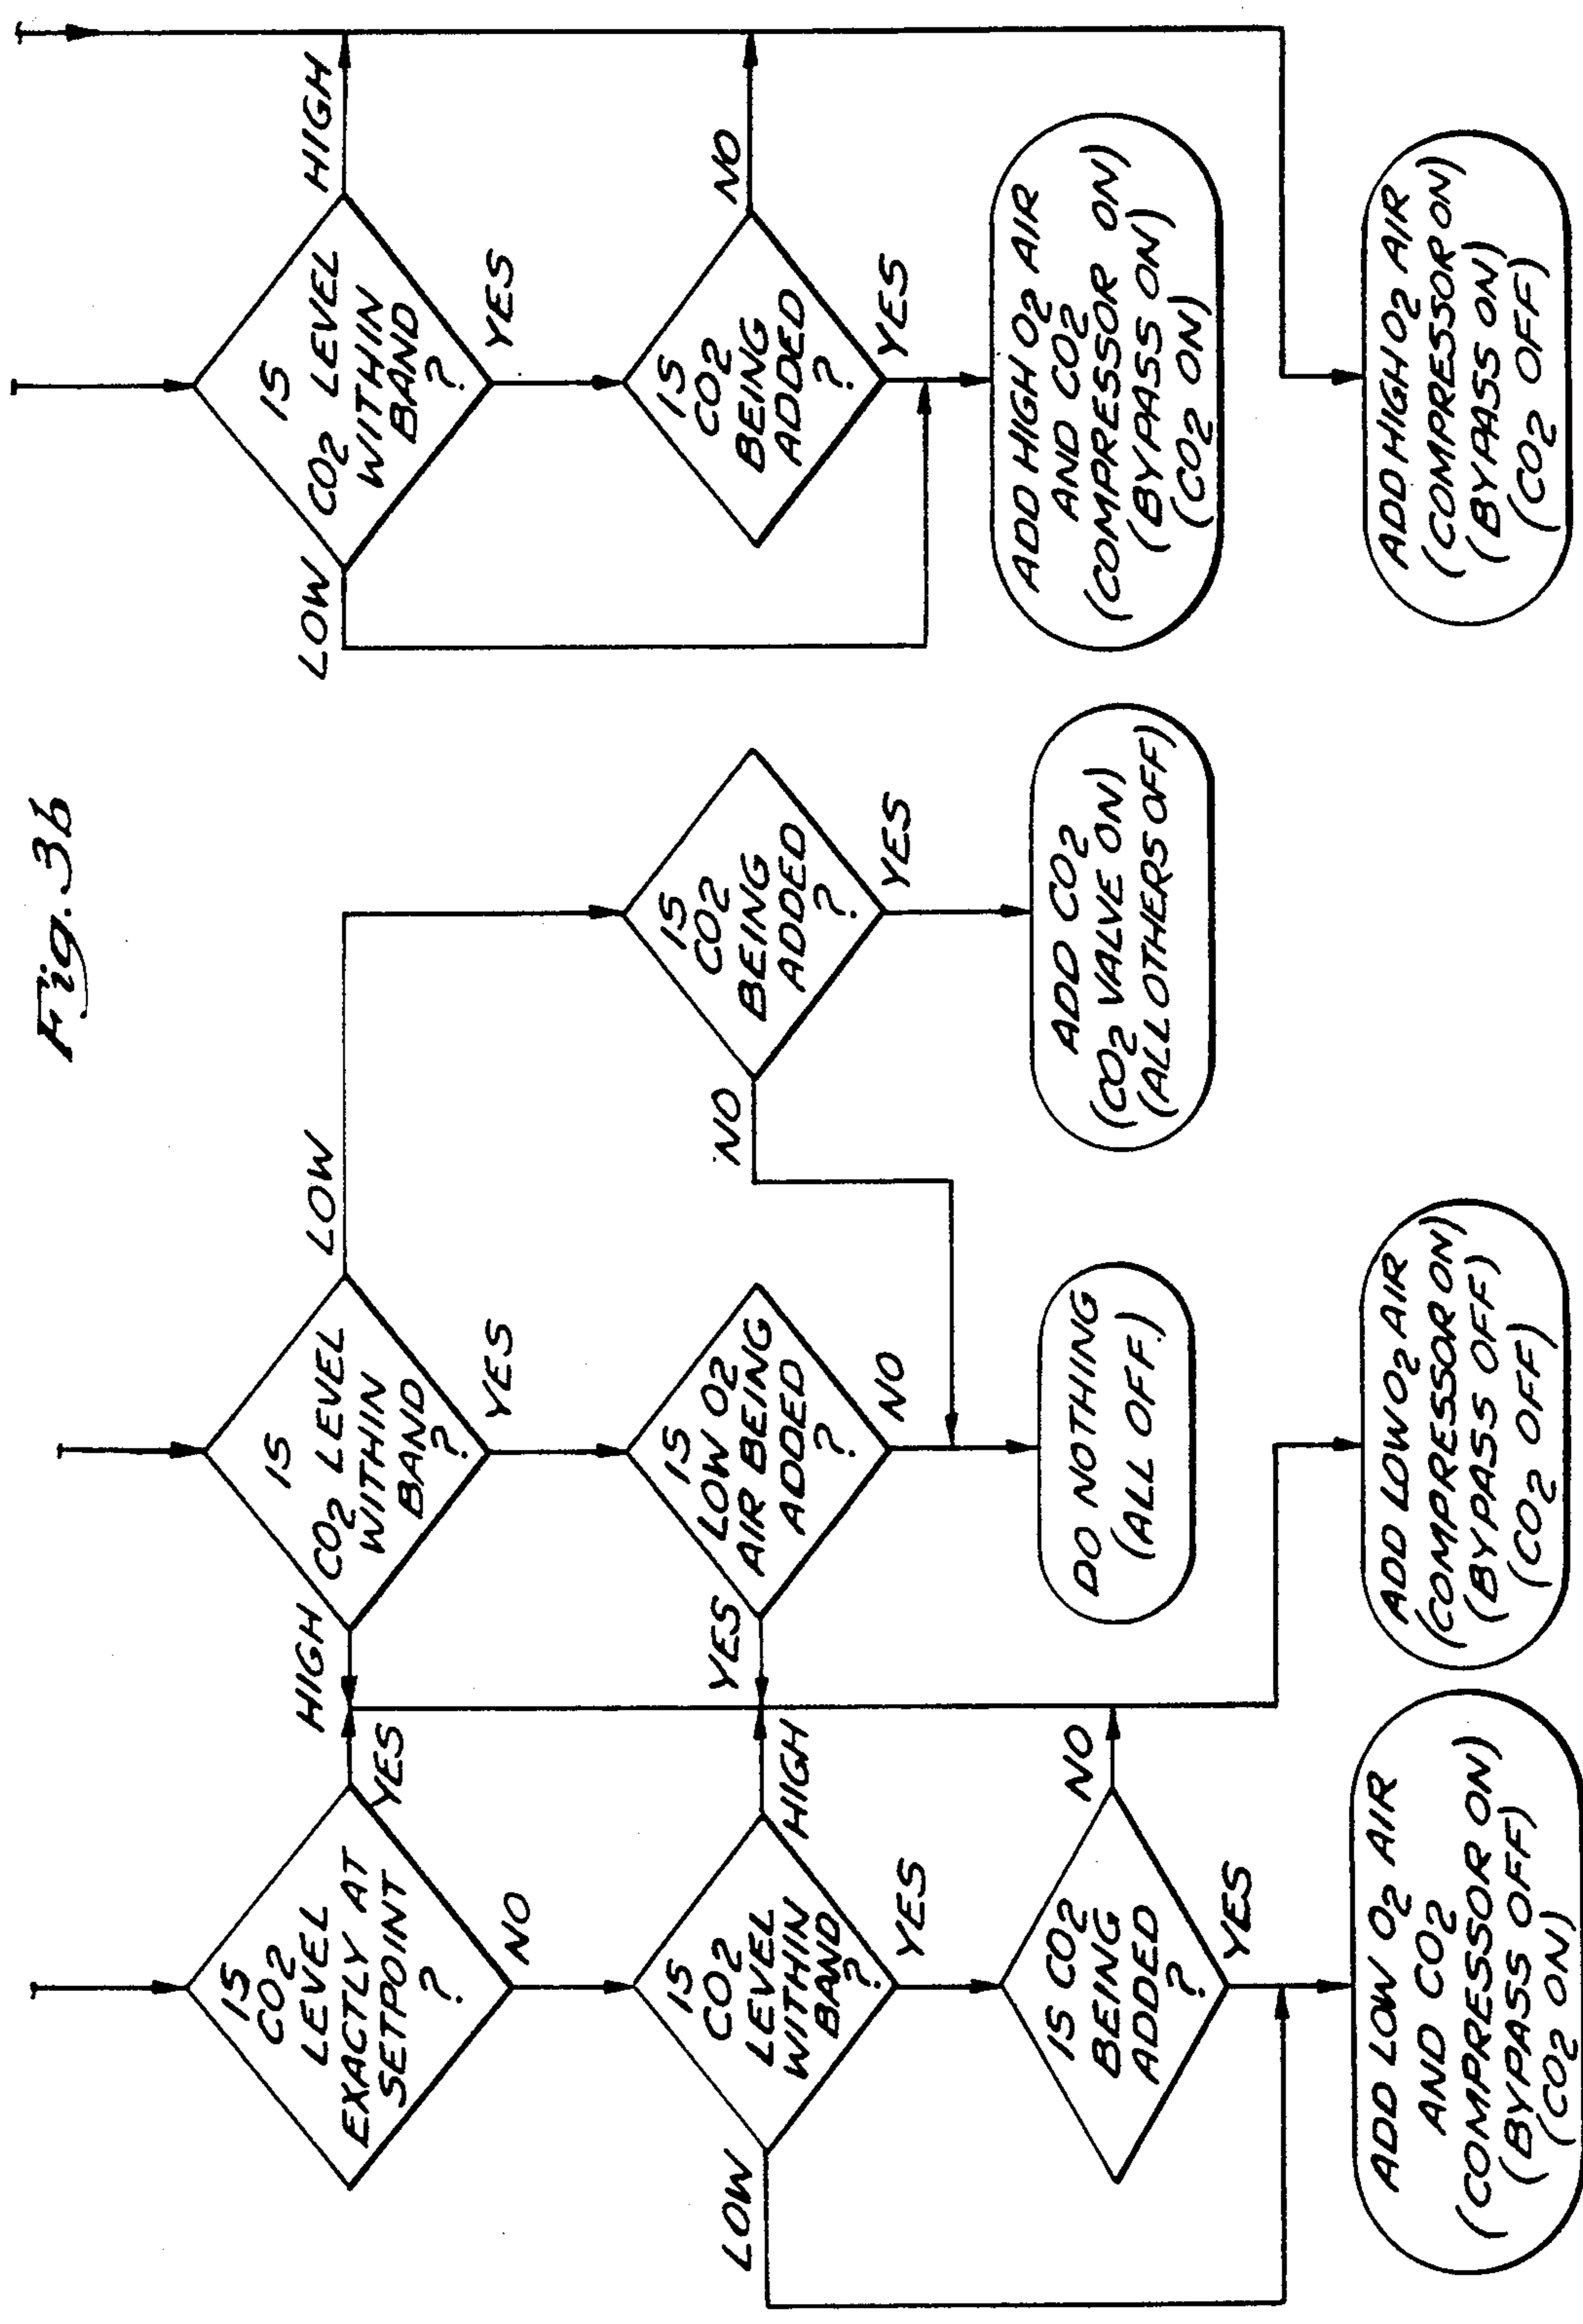 Fig. 3b
IS
CO2
LEVEL
EXACTLY AT
SETPOINT
?
YES
NO
IS
CO2
LEVEL
WITHIN
BAND
?
LOW
HIGH
YES
IS CO2
BEING
ADDED
?
NO
YES
ADD LOW O2 AIR
AND CO2
(COMPRESSOR ON)
(BYPASS OFF)
(CO2 ON)
IS
CO2 LEVEL
WITHIN
BAND
?
HIGH
LOW
YES
IS
LOW O2
AIR BEING
ADDED
?
YES
NO
DO NOTHING
(ALL OFF)
ADD LOW O2 AIR
(COMPRESSOR ON)
(BYPASS OFF)
(CO2 OFF)
IS
CO2
BEING
ADDED
?
NO
YES
ADD CO2
(CO2 VALVE ON)
(ALL OTHERS OFF)
IS
CO2 LEVEL
WITHIN
BAND
?
LOW
HIGH
YES
IS
CO2
BEING
ADDED
?
NO
YES
ADD HIGH O2 AIR
AND CO2
(COMPRESSOR ON)
(BYPASS ON)
(CO2 ON)
ADD HIGH O2 AIR
(COMPRESSOR ON)
(BYPASS ON)
(CO2 OFF)